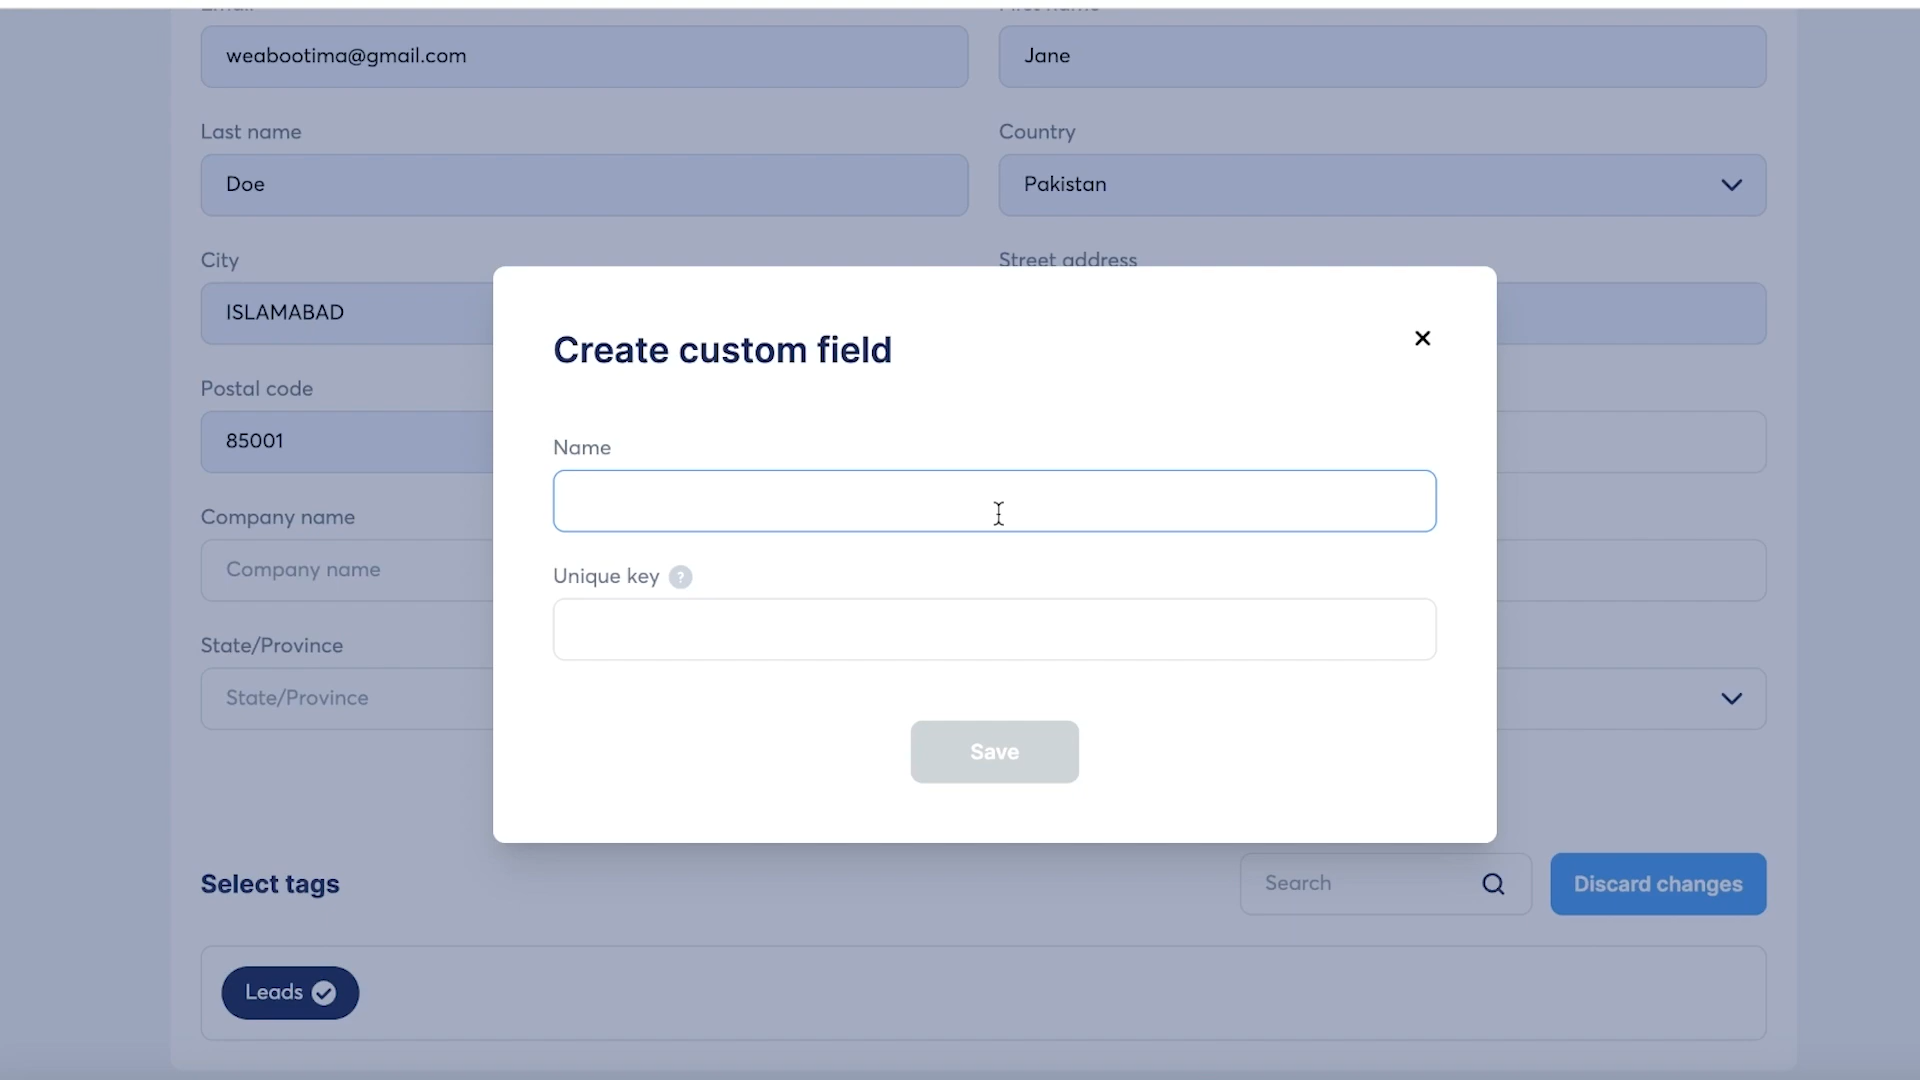 weabootima@gmail.com
Jane
Last name
Country
Doe
Pakistan
City
Street address
ISLAMABAD
Create custom field
Postal code
85001
Name
Company name
Company name
Unique key ?
State/Province
State/Province
Save
Select tags
Search
Discard changes
Leads